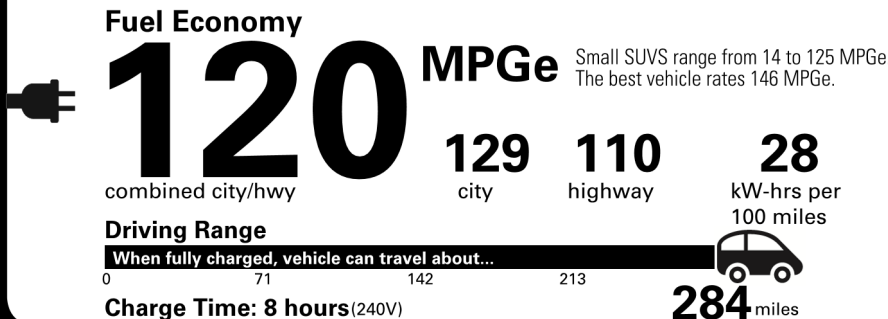 Fuel Economy
120 MPGe
Small SUVS range from 14 to 125 MPGe
The best vehicle rates 146 MPGe.
129 110 28
combined city/hwy city highway kW-hrs per
100 miles
Driving Range
When fully charged, vehicle can travel about...
0 71 142 213
284 miles
Charge Time: 8 hours (240V)